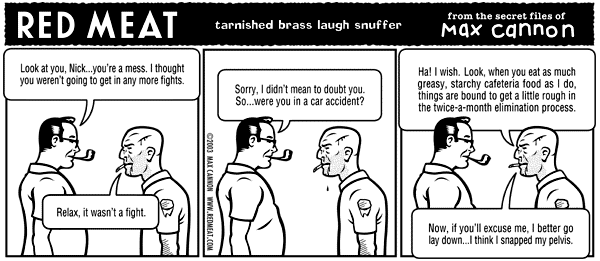 RED MEAT
tarnished brass laugh snuffer
from the secret files of
Max cannon
Look at you, Nick...you're a mess. I thought
you weren't going to get in any more fights.
Relax, it wasn't a fight.
©2003 MAX CANNON WWW.REDMEAT.COM
Sorry, I didn't mean to doubt you.
So...were you in a car accident?
Ha! I wish. Look, when you eat as much
greasy, starchy cafeteria food as I do,
things are bound to get a little rough in
the twice-a-month elimination process.
Now, if you'll excuse me, I better go
lay down...I think I snapped my pelvis.